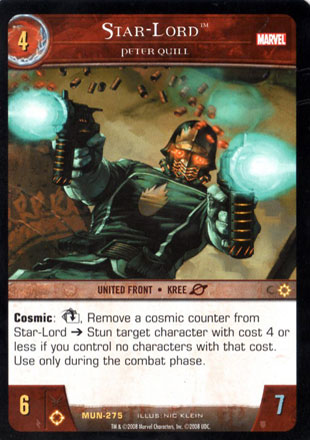 4
STAR-LORD™
PETER QUILL
MARVEL
UNITED FRONT • KREE
C
Cosmic: , Remove a cosmic counter from
Star-Lord ➔ Stun target character with cost 4 or
less if you control no characters with that cost.
Use only during the combat phase.
6
MUN-275
ILLUS: NIC KLEIN
7
TM & ©2008 Marvel Characters, Inc. ©2008 UDC.